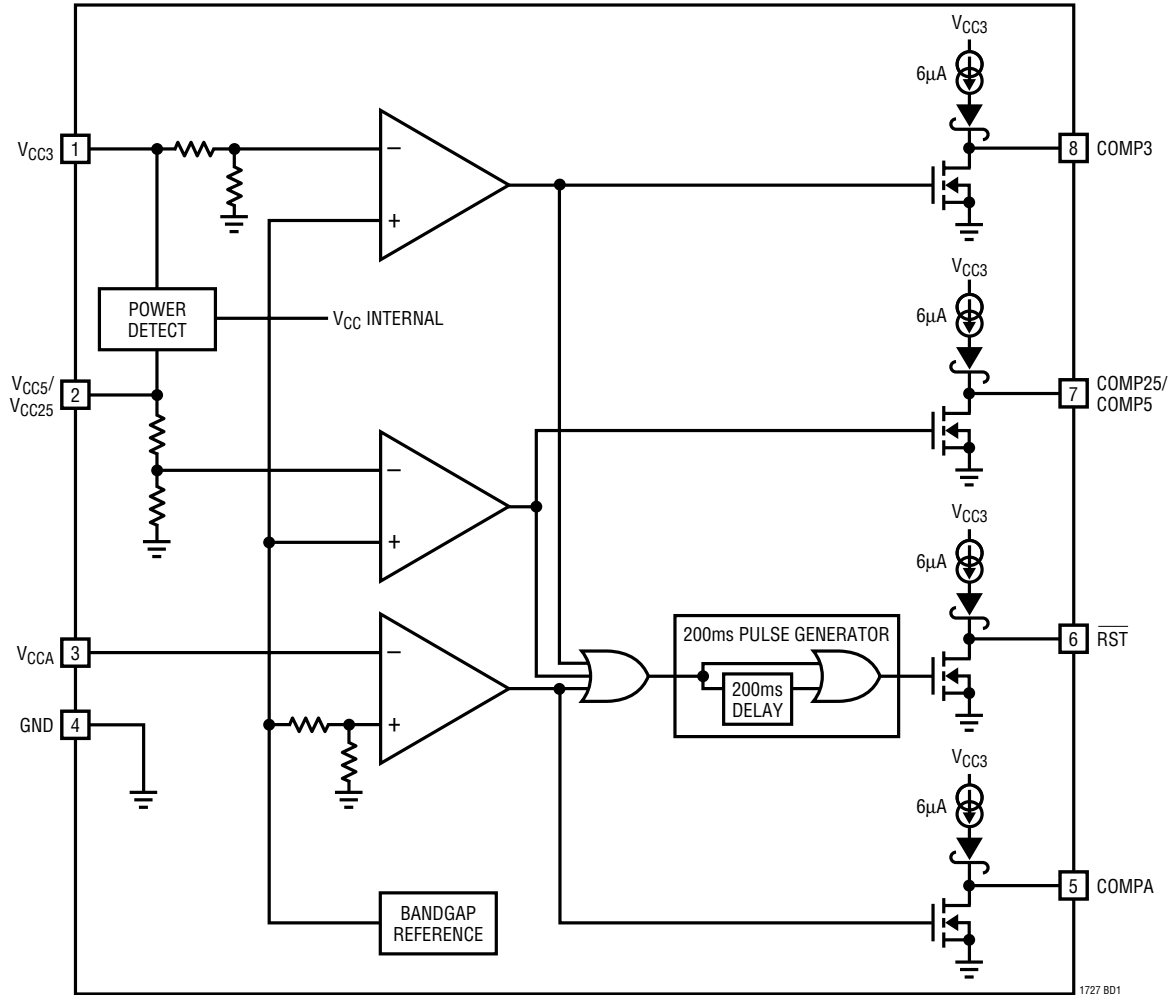 VCC3
6μA
VCC3
1
−
+
8
COMP3
POWER
DETECT
VCC INTERNAL
VCC3
6μA
VCC5/
VCC25
2
−
+
7
COMP25/
COMP5
VCC3
6μA
VCCA
3
−
+
200ms PULSE GENERATOR
200ms
DELAY
6
RST
GND
4
VCC3
6μA
5
COMPA
BANDGAP
REFERENCE
1727 BD1